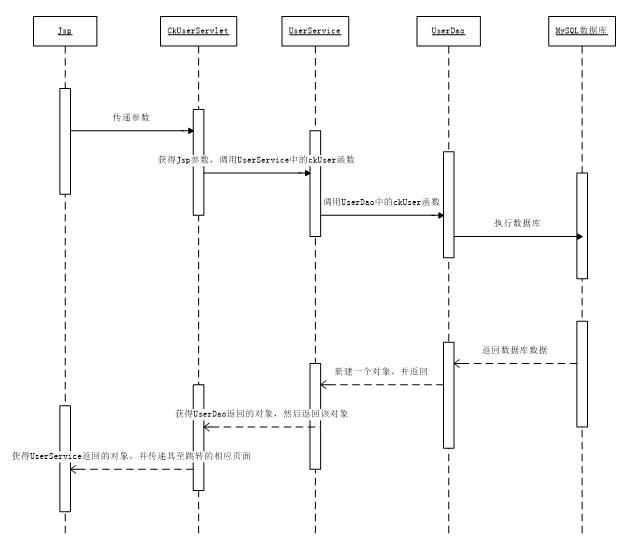 Jsp
CkUserServlet
UserService
UserDao
MySQL数据库
传递参数
获得Jsp参数，调用UserService中的ckUser函数
调用UserDao中的ckUser函数
执行数据库
返回数据库数据
新建一个对象，并返回
获得UserDao返回的对象，然后返回该对象
获得UserService返回的对象，并传递其至跳转的相应页面